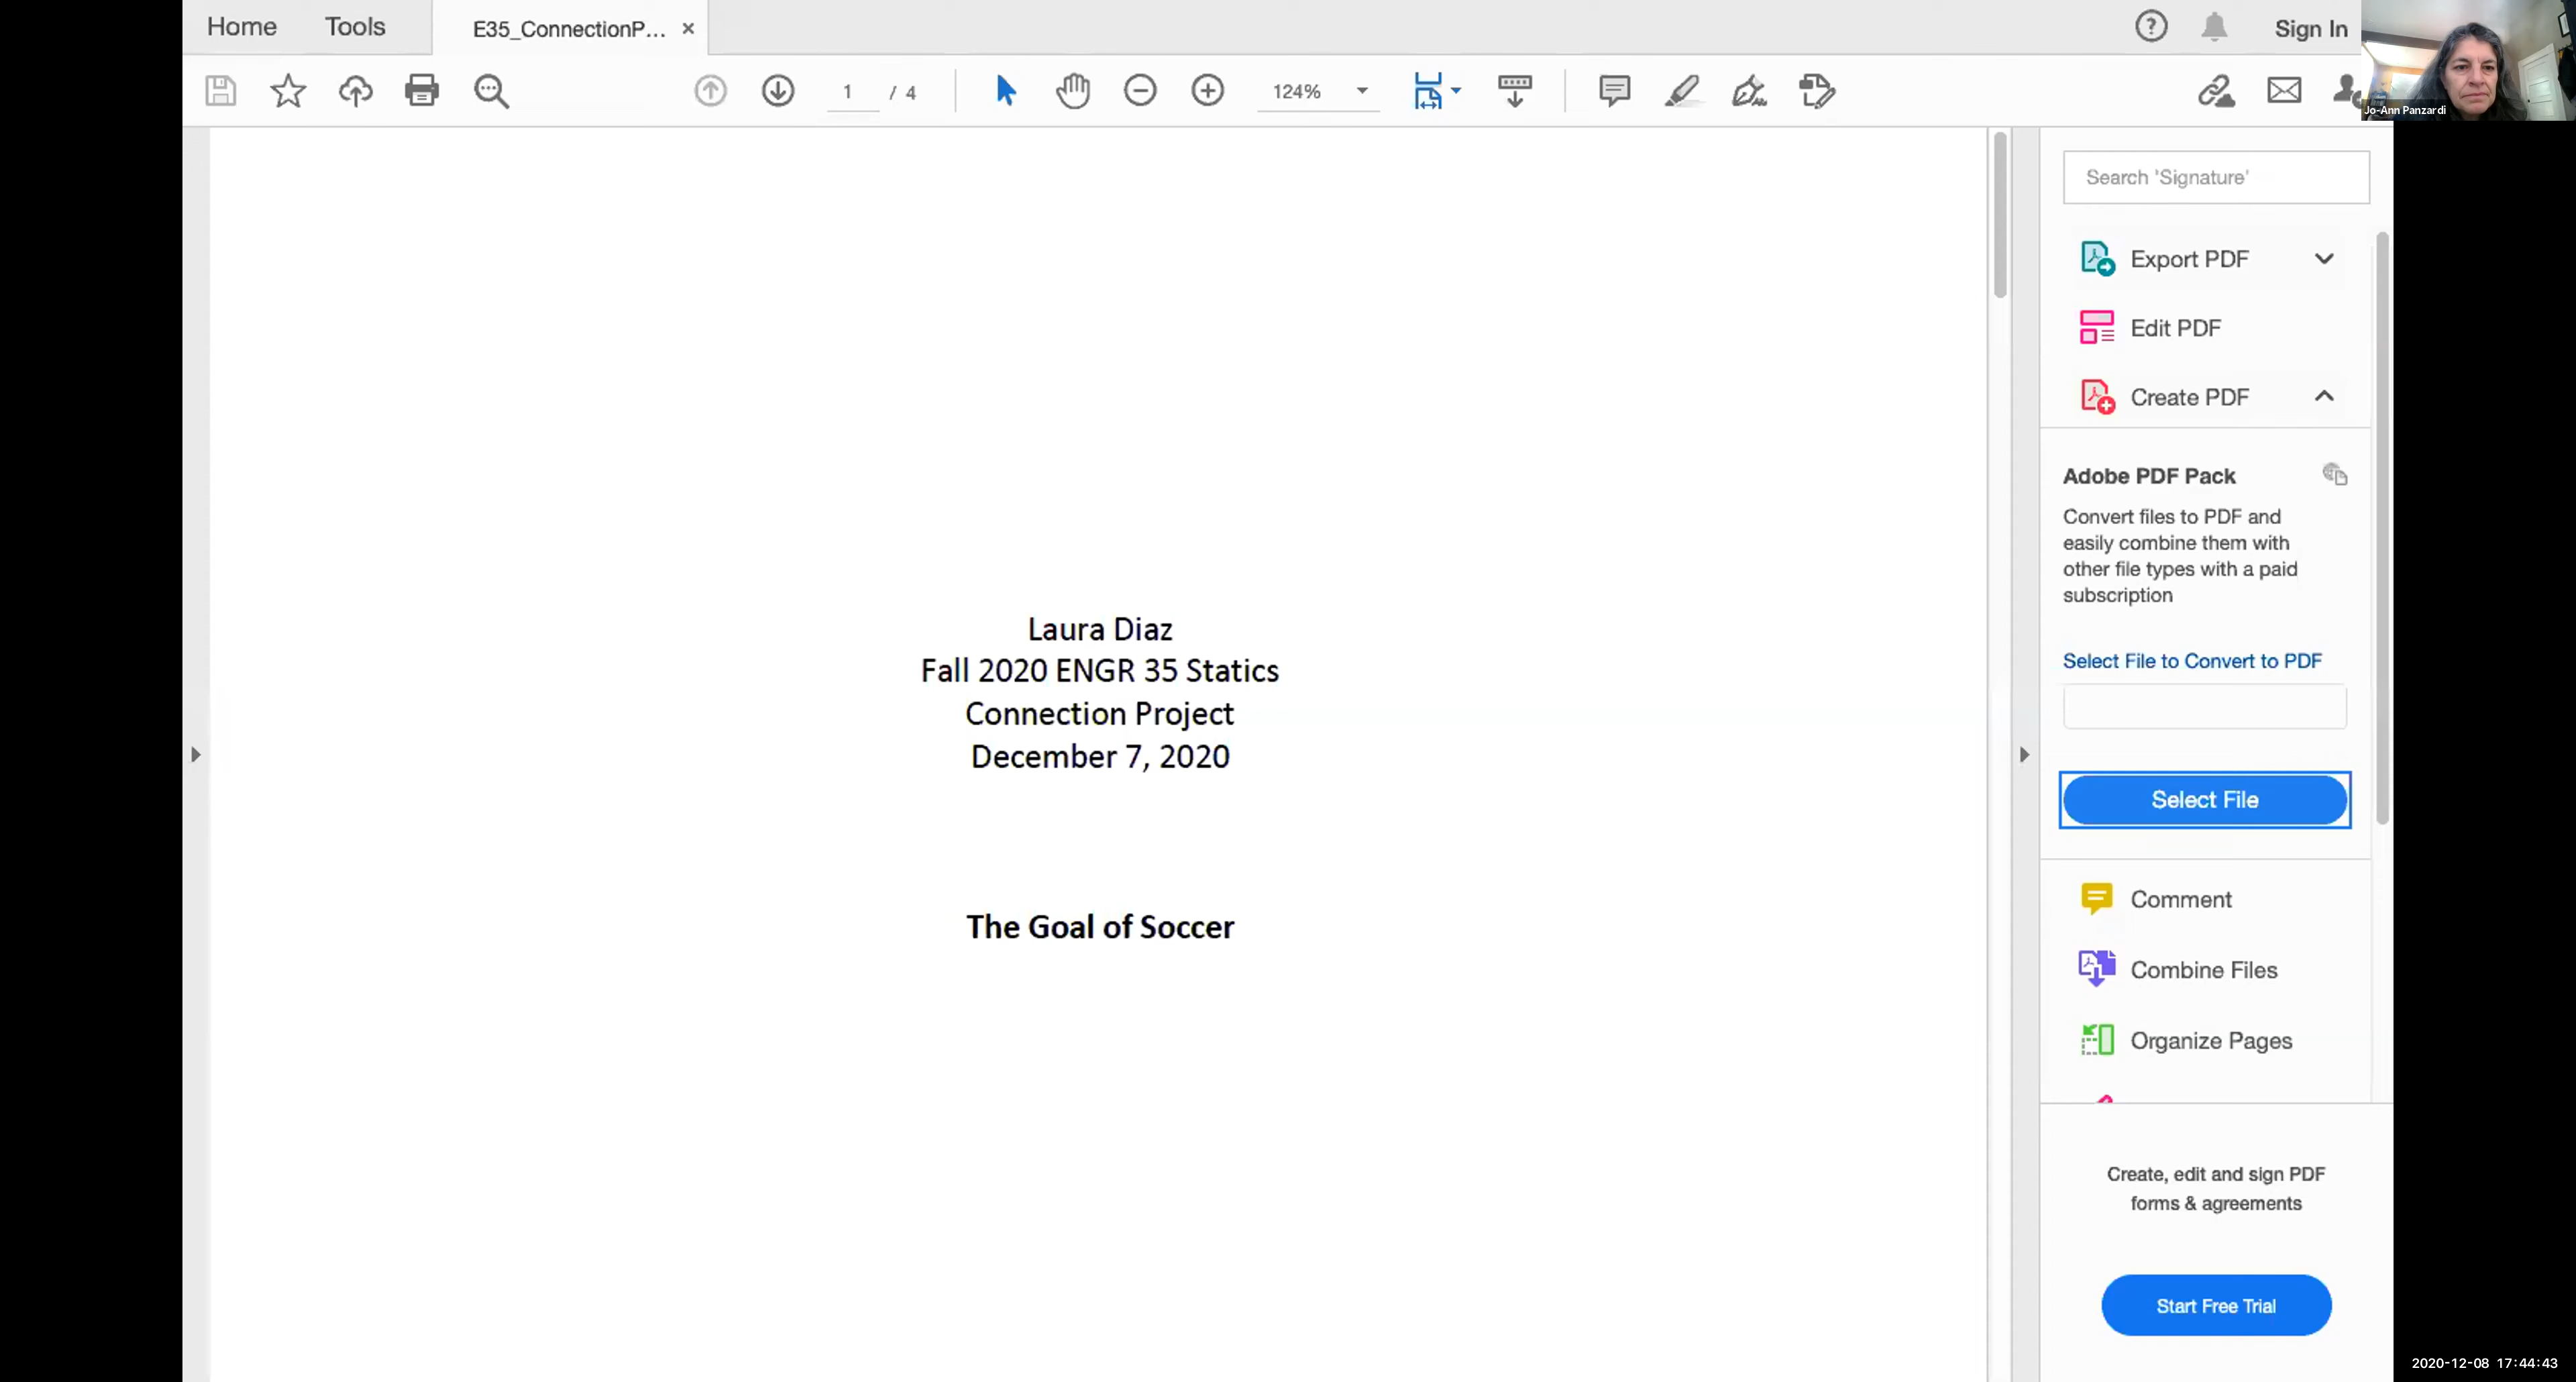 Home Tools E35_ConnectionP... × Sign In
1 / 4 124%
Jo-Ann Panzardi
Laura Diaz
Fall 2020 ENGR 35 Statics
Connection Project
December 7, 2020
The Goal of Soccer
Search 'Signature'
Export PDF
Edit PDF
Create PDF
Adobe PDF Pack
Convert files to PDF and
easily combine them with
other file types with a paid
subscription
Select File to Convert to PDF
Select File
Comment
Combine Files
Organize Pages
Create, edit and sign PDF
forms & agreements
Start Free Trial
2020-12-08 17:44:43